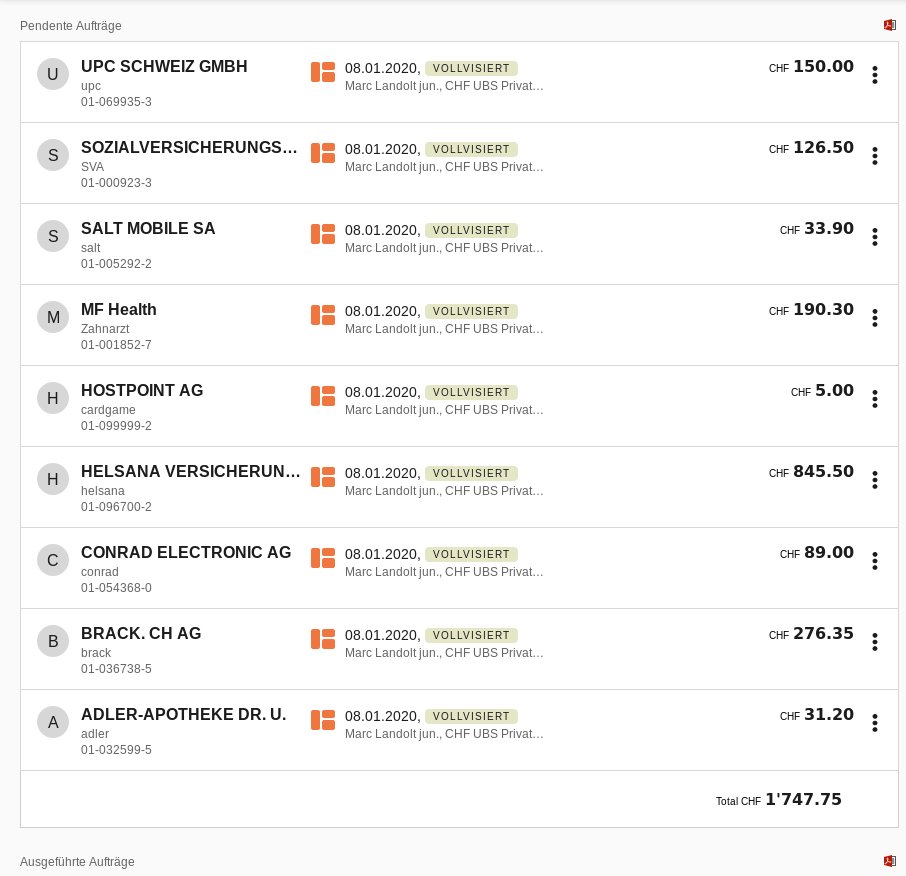 Pendente Aufträge
U UPC SCHWEIZ GMBH 08.01.2020, VOLLVISIERT CHF 150.00
upc Marc Landolt jun., CHF UBS Privat…
01-069935-3
S SOZIALVERSICHERUNGS… 08.01.2020, VOLLVISIERT CHF 126.50
SVA Marc Landolt jun., CHF UBS Privat…
01-000923-3
S SALT MOBILE SA 08.01.2020, VOLLVISIERT CHF 33.90
salt Marc Landolt jun., CHF UBS Privat…
01-005292-2
M MF Health 08.01.2020, VOLLVISIERT CHF 190.30
Zahnarzt Marc Landolt jun., CHF UBS Privat…
01-001852-7
H HOSTPOINT AG 08.01.2020, VOLLVISIERT CHF 5.00
cardgame Marc Landolt jun., CHF UBS Privat…
01-099999-2
H HELSANA VERSICHERUN… 08.01.2020, VOLLVISIERT CHF 845.50
helsana Marc Landolt jun., CHF UBS Privat…
01-096700-2
C CONRAD ELECTRONIC AG 08.01.2020, VOLLVISIERT CHF 89.00
conrad Marc Landolt jun., CHF UBS Privat…
01-054368-0
B BRACK. CH AG 08.01.2020, VOLLVISIERT CHF 276.35
brack Marc Landolt jun., CHF UBS Privat…
01-036738-5
A ADLER-APOTHEKE DR. U. 08.01.2020, VOLLVISIERT CHF 31.20
adler Marc Landolt jun., CHF UBS Privat…
01-032599-5
Total CHF 1'747.75
Ausgeführte Aufträge